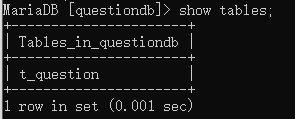 MariaDB [questiondb]> show tables;
+----------------------+
| Tables_in_questiondb |
+----------------------+
| t_question           |
+----------------------+
1 row in set (0.001 sec)